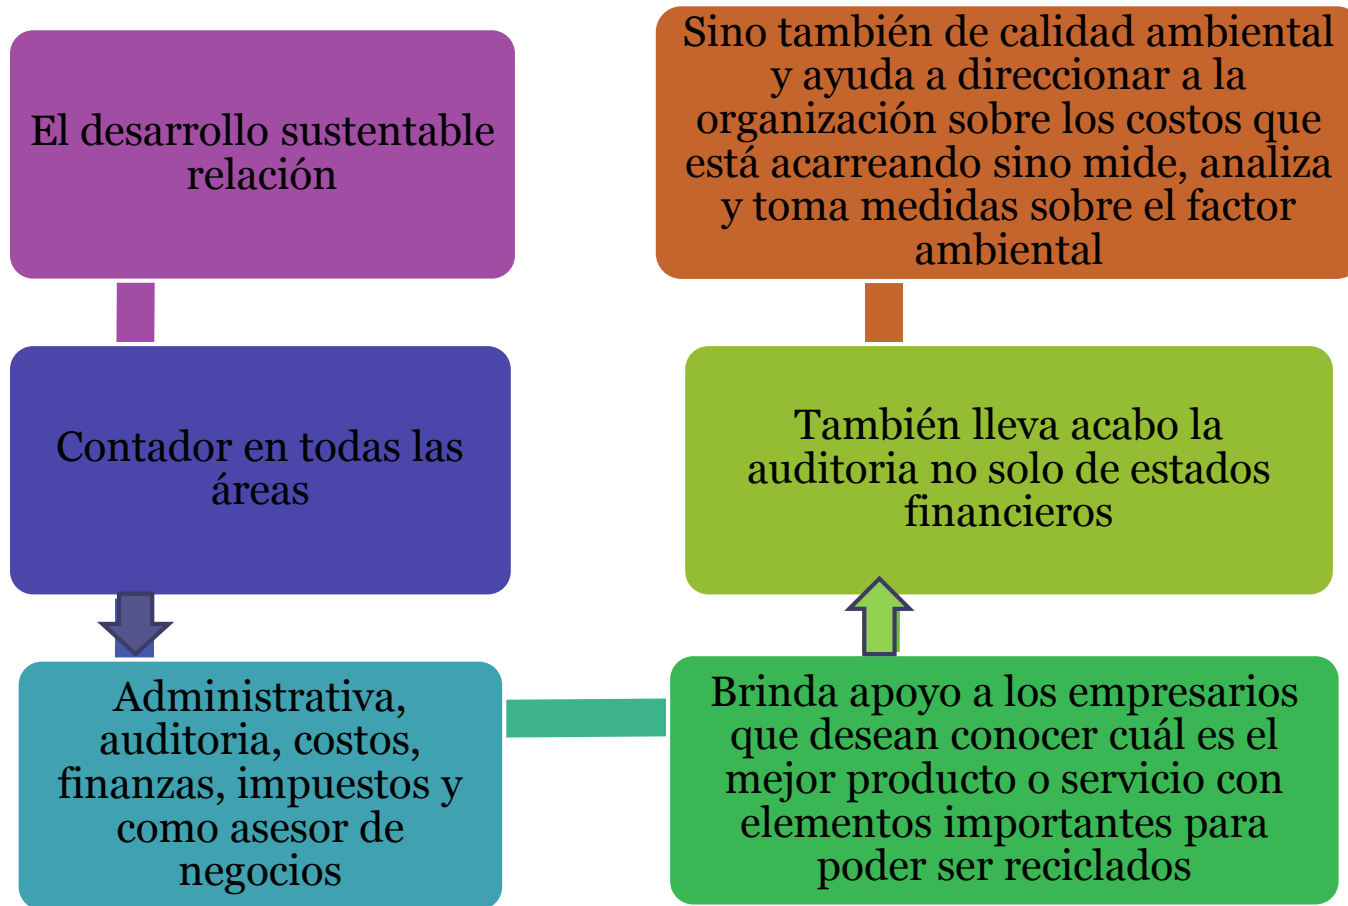 El desarrollo sustentable
relación
Contador en todas las
áreas
Administrativa,
auditoria, costos,
finanzas, impuestos y
como asesor de
negocios
Brinda apoyo a los empresarios
que desean conocer cuál es el
mejor producto o servicio con
elementos importantes para
poder ser reciclados
También lleva acabo la
auditoria no solo de estados
financieros
Sino también de calidad ambiental
y ayuda a direccionar a la
organización sobre los costos que
está acarreando sino mide, analiza
y toma medidas sobre el factor
ambiental